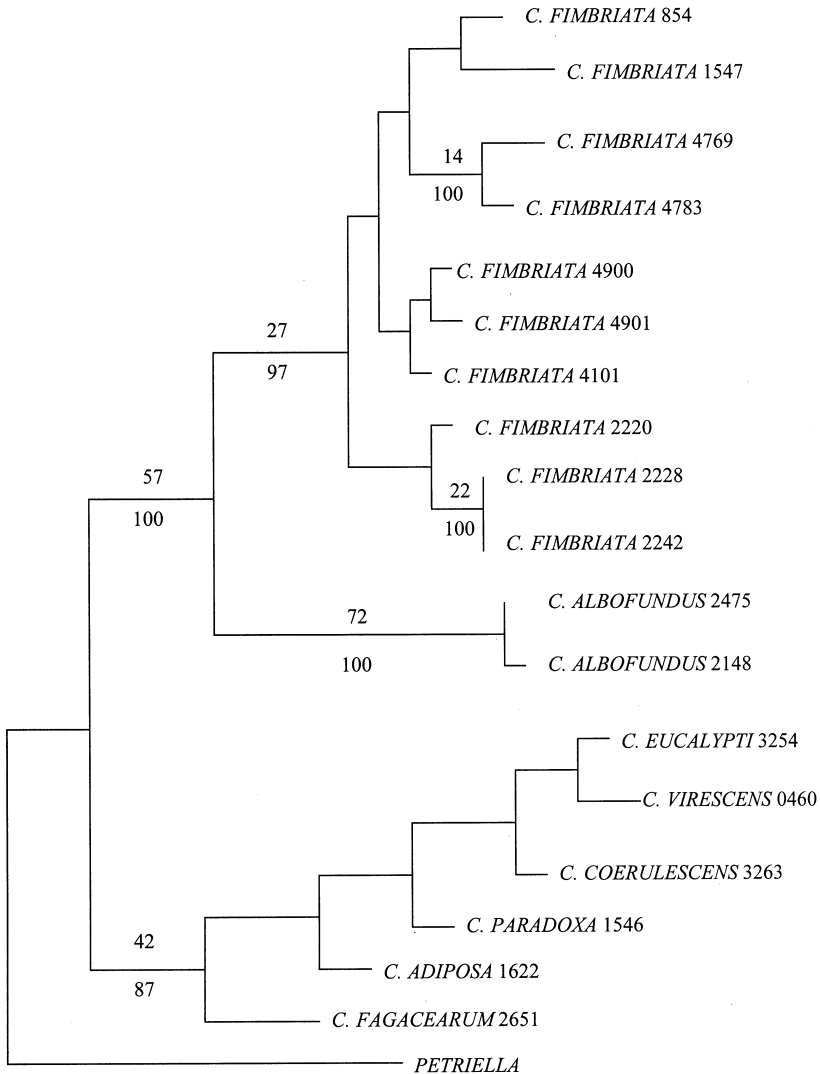 C. FIMBRIATA 854
C. FIMBRIATA 1547
C. FIMBRIATA 4769
14
100
C. FIMBRIATA 4783
C. FIMBRIATA 4900
C. FIMBRIATA 4901
27
97
C. FIMBRIATA 4101
C. FIMBRIATA 2220
57
100
C. FIMBRIATA 2228
22
100
C. FIMBRIATA 2242
C. ALBOFUNDUS 2475
72
100
C. ALBOFUNDUS 2148
C. EUCALYPTI 3254
C. VIRESCENS 0460
C. COERULESCENS 3263
C. PARADOXA 1546
42
87
C. ADIPOSA 1622
C. FAGACEARUM 2651
PETRIELLA